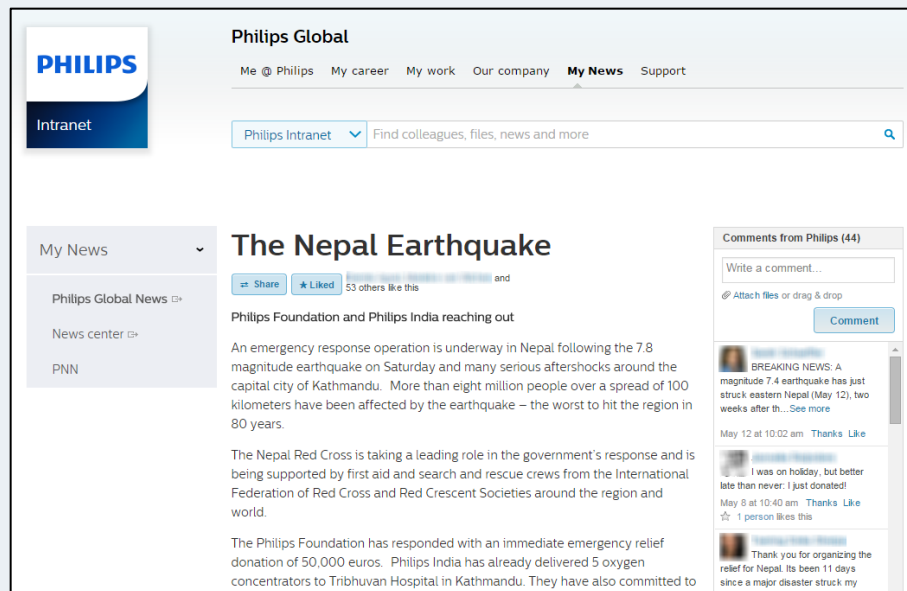 PHILIPS
Intranet
Philips Global
Me @ Philips My career My work Our company My News Support
Philips Intranet Find colleagues, files, news and more
My News
Philips Global News
News center
PNN
The Nepal Earthquake
Share Liked and
53 others like this
Philips Foundation and Philips India reaching out
An emergency response operation is underway in Nepal following the 7.8
magnitude earthquake on Saturday and many serious aftershocks around the
capital city of Kathmandu. More than eight million people over a spread of 100
kilometers have been affected by the earthquake – the worst to hit the region in
80 years.
The Nepal Red Cross is taking a leading role in the government's response and is
being supported by first aid and search and rescue crews from the International
Federation of Red Cross and Red Crescent Societies around the region and
world.
The Philips Foundation has responded with an immediate emergency relief
donation of 50,000 euros. Philips India has already delivered 5 oxygen
concentrators to Tribhuvan Hospital in Kathmandu. They have also committed to
Comments from Philips (44)
Write a comment...
Attach files or drag & drop
Comment
BREAKING NEWS: A
magnitude 7.4 earthquake has just
struck eastern Nepal (May 12), two
weeks after th...See more
May 12 at 10:02 am Thanks Like
I was on holiday, but better
late than never: I just donated!
May 8 at 10:40 am Thanks Like
1 person likes this
Thank you for organizing the
relief for Nepal. Its been 11 days
since a major disaster struck my